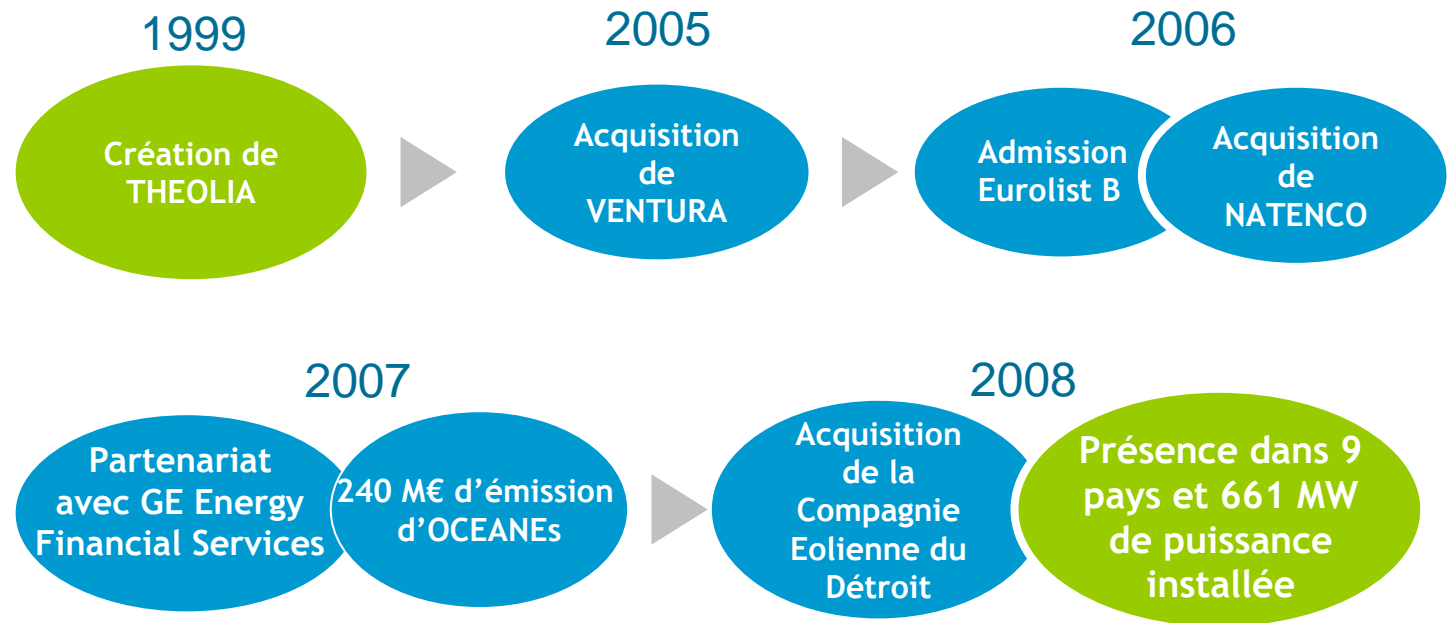 1999
Création de
THEOLIA
2005
Acquisition
de
VENTURA
2006
Admission
Eurolist B
Acquisition
de
NATENCO
2007
Partenariat
avec GE Energy
Financial Services
240 M€ d’émission
d’OCEANEs
2008
Acquisition
de la
Compagnie
Eolienne du
Détroit
Présence dans 9
pays et 661 MW
de puissance
installée